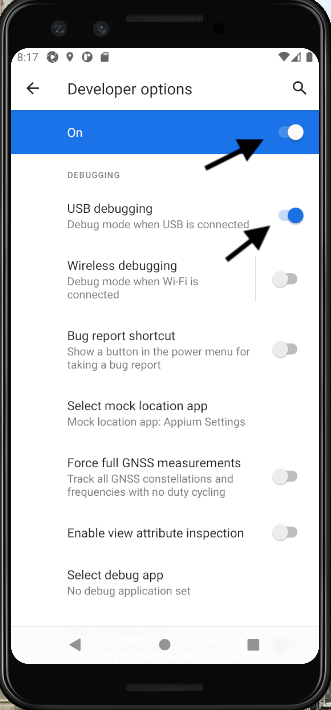 8:17
Developer options
On
DEBUGGING
USB debugging
Debug mode when USB is connected
Wireless debugging
Debug mode when Wi-Fi is
connected
Bug report shortcut
Show a button in the power menu for
taking a bug report
Select mock location app
Mock location app: Appium Settings
Force full GNSS measurements
Track all GNSS constellations and
frequencies with no duty cycling
Enable view attribute inspection
Select debug app
No debug application set